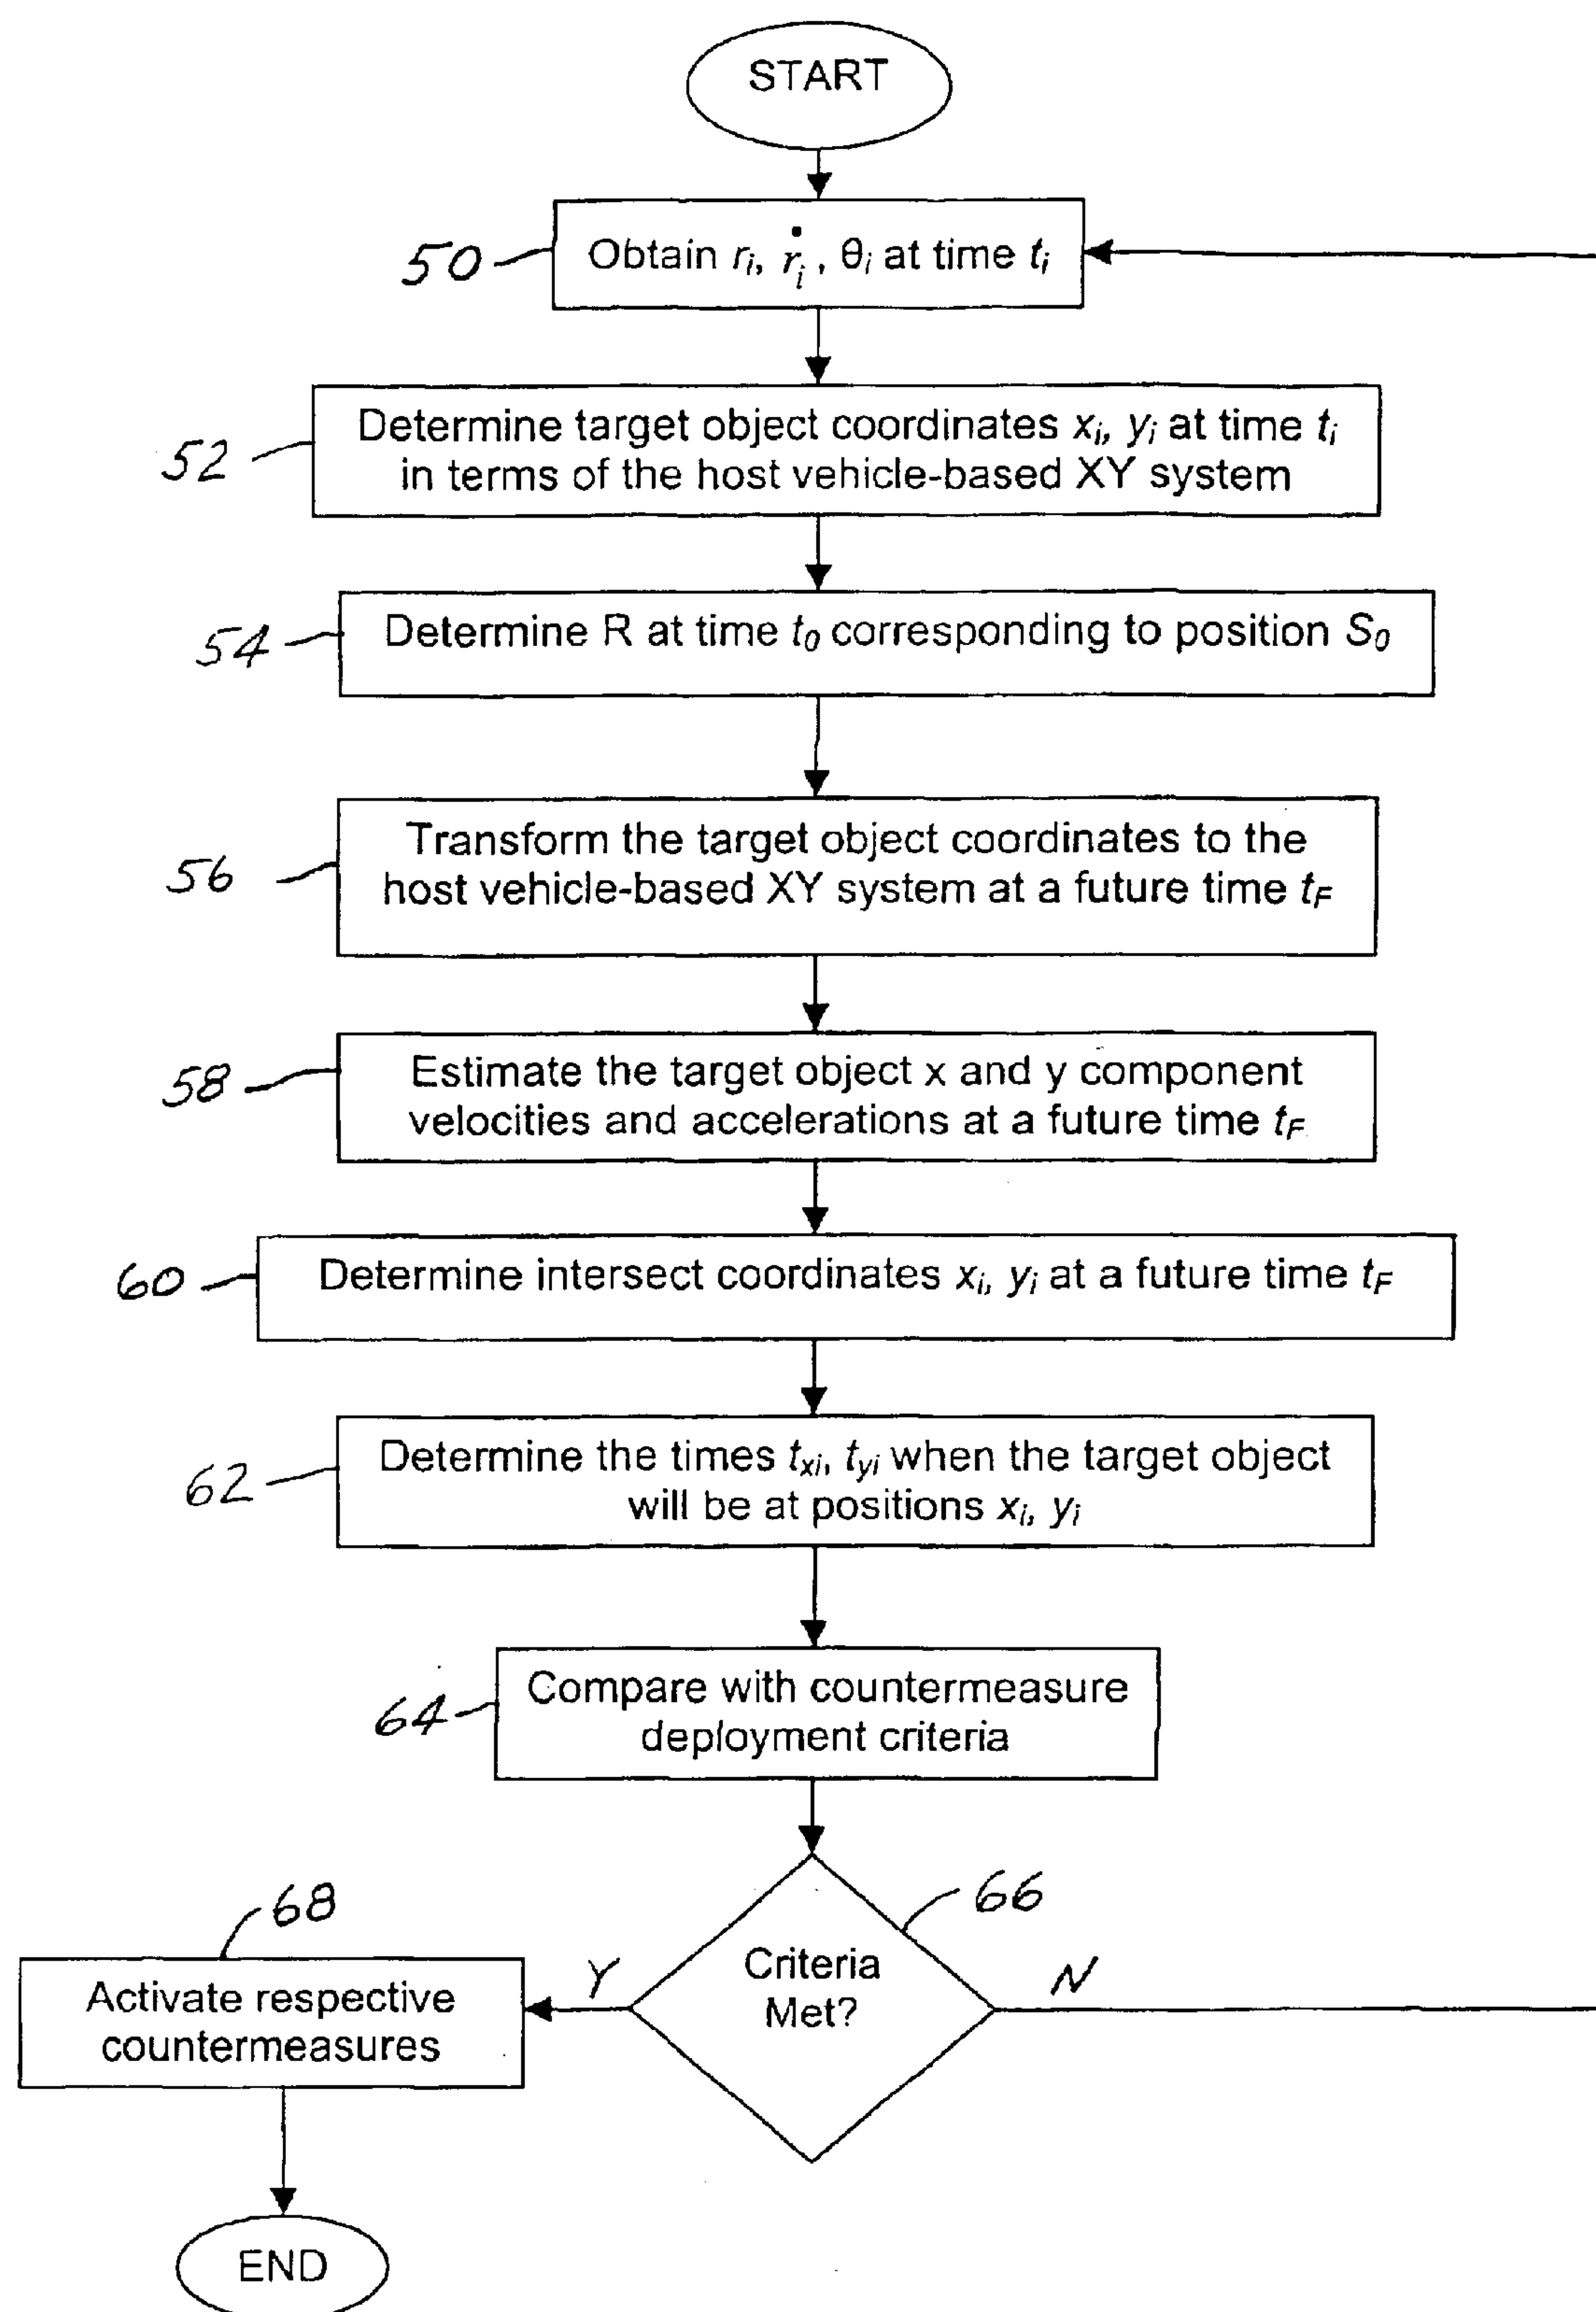 START
50
Obtain rᵢ, ṙᵢ, θᵢ at time tᵢ
52
Determine target object coordinates xᵢ, yᵢ at time tᵢ
in terms of the host vehicle-based XY system
54
Determine R at time t₀ corresponding to position S₀
56
Transform the target object coordinates to the
host vehicle-based XY system at a future time t_F
58
Estimate the target object x and y component
velocities and accelerations at a future time t_F
60
Determine intersect coordinates xᵢ, yᵢ at a future time t_F
62
Determine the times t_xi, t_yi when the target object
will be at positions xᵢ, yᵢ
64
Compare with countermeasure
deployment criteria
66
Criteria
Met?
Y
N
68
Activate respective
countermeasures
END